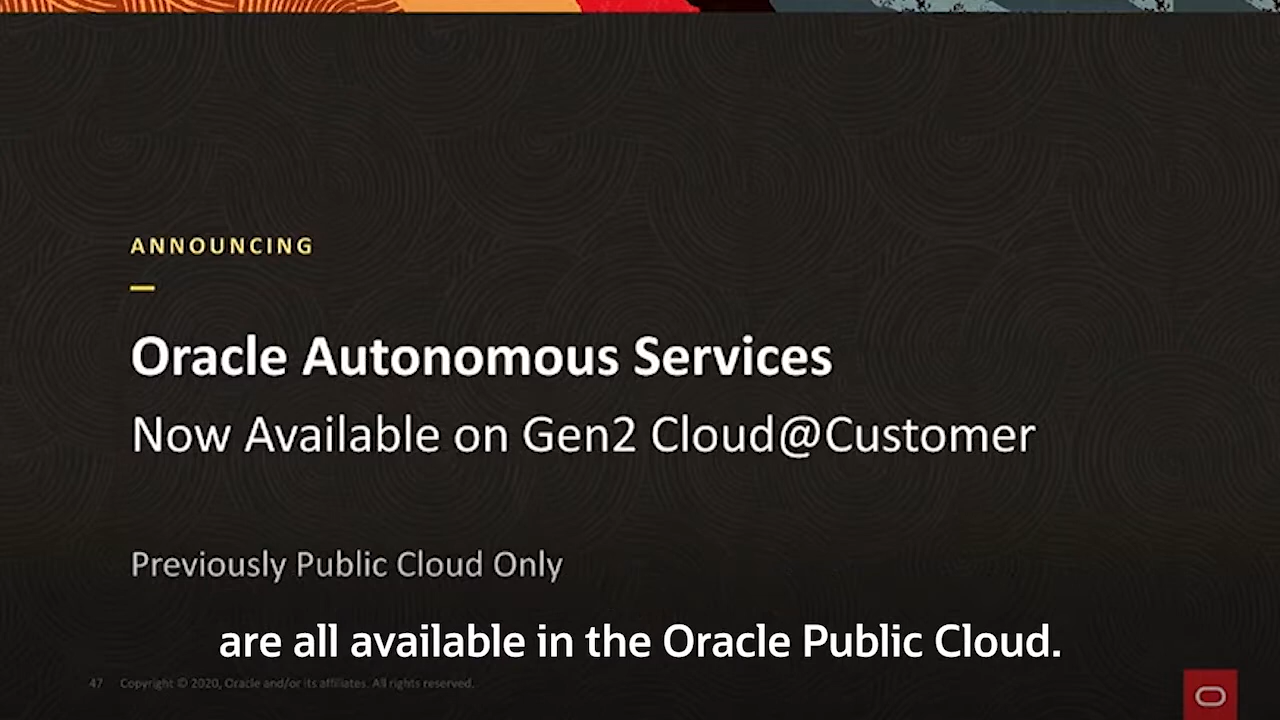 ANNOUNCING
Oracle Autonomous Services
Now Available on Gen2 Cloud@Customer
Previously Public Cloud Only
are all available in the Oracle Public Cloud.
47 Copyright © 2020, Oracle and/or its affiliates. All rights reserved.